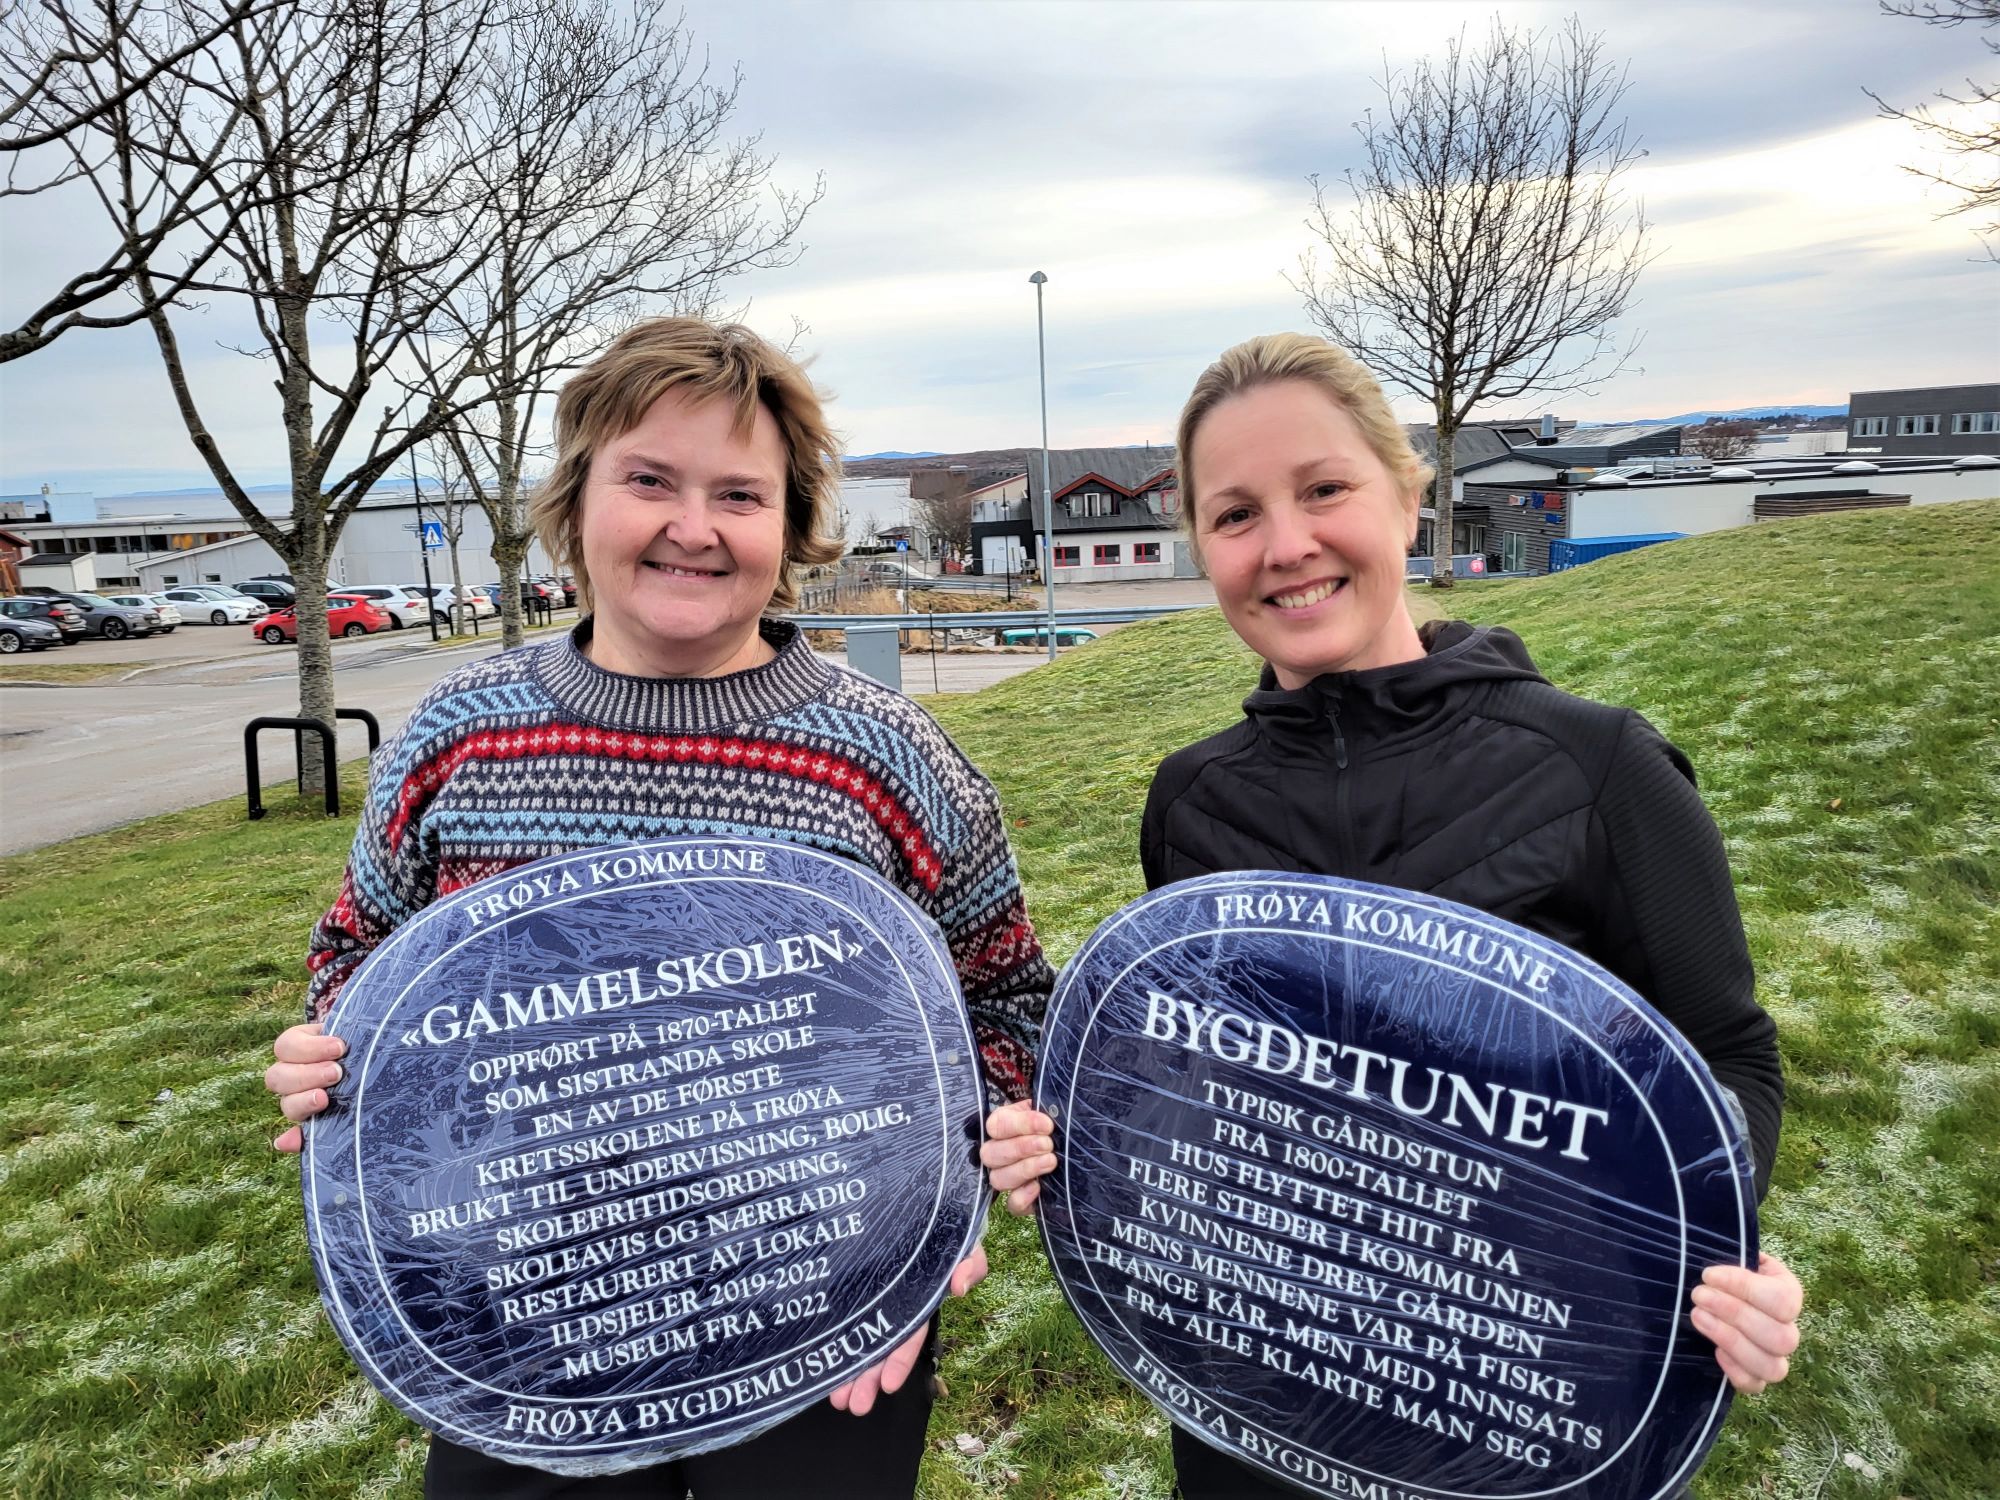 FRØYA KOMMUNE
«GAMMELSKOLEN»
OPPFØRT PÅ 1870-TALLET
SOM SISTRANDA SKOLE
EN AV DE FØRSTE
KRETSSKOLENE PÅ FRØYA
BRUKT TIL UNDERVISNING, BOLIG,
SKOLEFRITIDSORDNING,
SKOLEAVIS OG NÆRRADIO
RESTAURERT AV LOKALE
ILDSJELER 2019-2022
MUSEUM FRA 2022
FRØYA BYGDEMUSEUM
FRØYA KOMMUNE
BYGDETUNET
TYPISK GÅRDSTUN
FRA 1800-TALLET
HUS FLYTTET HIT FRA
FLERE STEDER I KOMMUNEN
KVINNENE DREV GÅRDEN
MENS MENNENE VAR PÅ FISKE
TRANGE KÅR, MEN MED INNSATS
FRA ALLE KLARTE MAN SEG
FRØYA BYGDEMUS